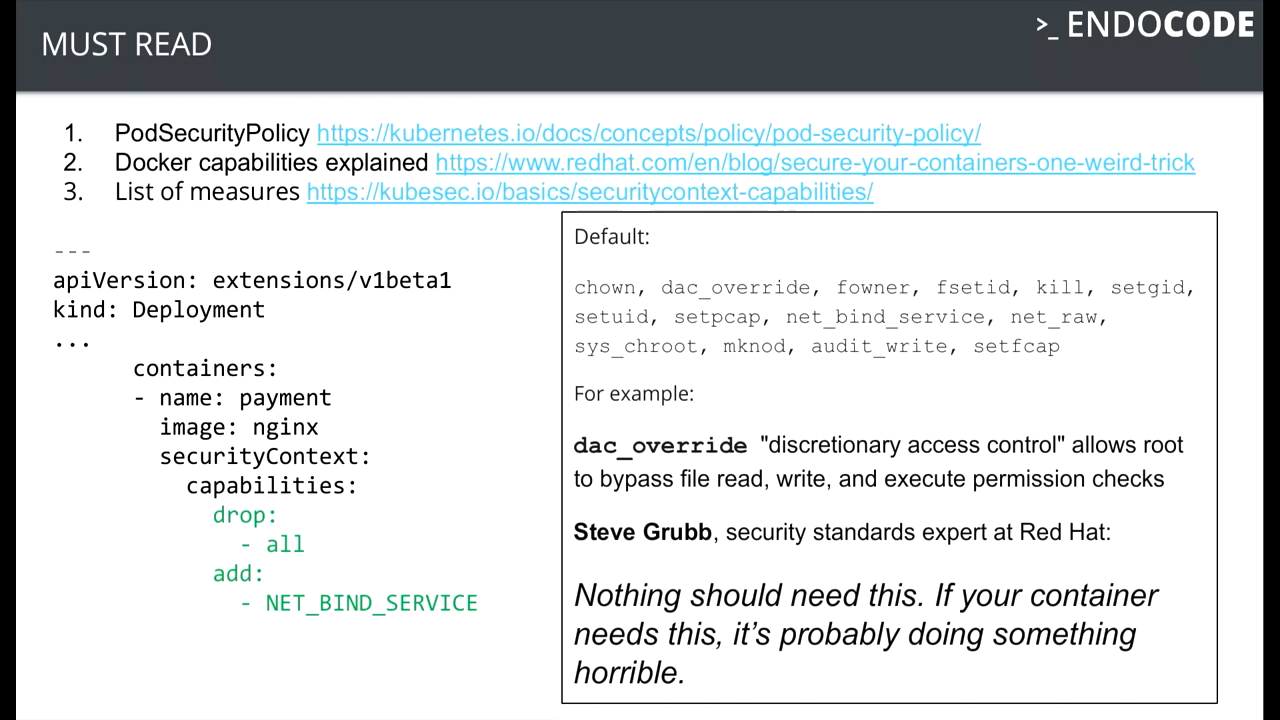 MUST READ
>_ ENDOCODE
1. PodSecurityPolicy https://kubernetes.io/docs/concepts/policy/pod-security-policy/
2. Docker capabilities explained https://www.redhat.com/en/blog/secure-your-containers-one-weird-trick
3. List of measures https://kubesec.io/basics/securitycontext-capabilities/
---
apiVersion: extensions/v1beta1
kind: Deployment
...
containers:
- name: payment
image: nginx
securityContext:
capabilities:
drop:
- all
add:
- NET_BIND_SERVICE
Default:
chown, dac_override, fowner, fsetid, kill, setgid,
setuid, setpcap, net_bind_service, net_raw,
sys_chroot, mknod, audit_write, setfcap
For example:
dac_override "discretionary access control" allows root
to bypass file read, write, and execute permission checks
Steve Grubb, security standards expert at Red Hat:
Nothing should need this. If your container
needs this, it’s probably doing something
horrible.